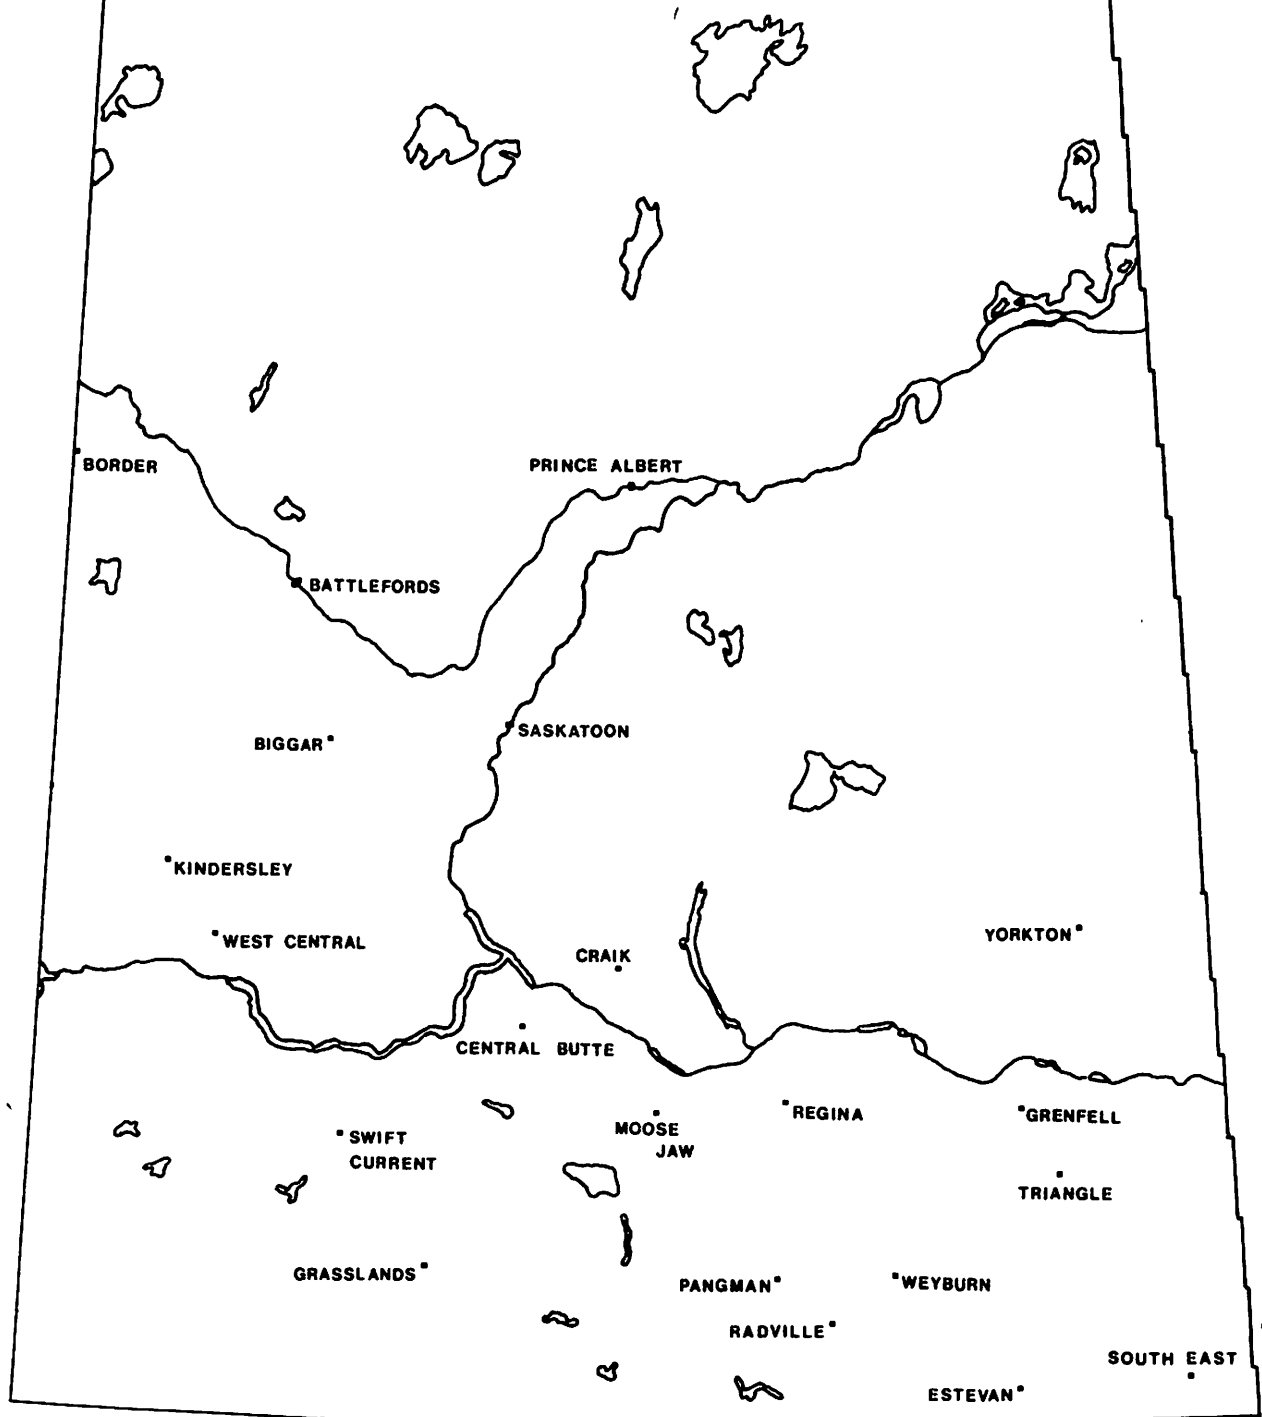 BORDER
PRINCE ALBERT
BATTLEFORDS
SASKATOON
BIGGAR
KINDERSLEY
WEST CENTRAL
YORKTON
CRAIK
CENTRAL BUTTE
REGINA
GRENFELL
MOOSE
JAW
SWIFT
CURRENT
TRIANGLE
GRASSLANDS
PANGMAN
WEYBURN
RADVILLE
SOUTH EAST
ESTEVAN